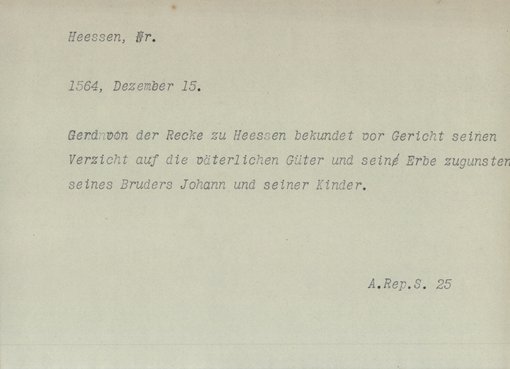 Heessen, Nr.
1564, Dezember 15.
Gerd von der Recke zu Heessen bekundet vor Gericht seinen
Verzicht auf die väterlichen Güter und sein Erbe zugunsten
seines Bruders Johann und seiner Kinder.
A.Rep.S. 25